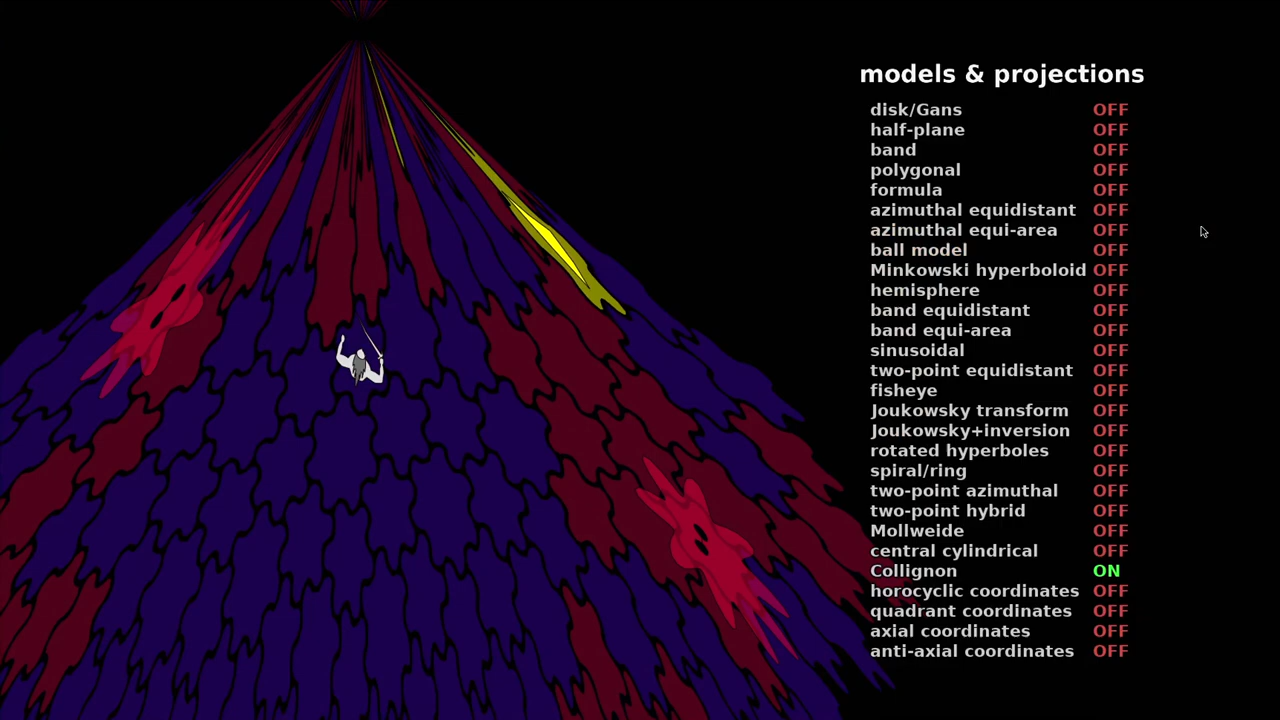 models & projections
disk/Gans OFF
half-plane OFF
band OFF
polygonal OFF
formula OFF
azimuthal equidistant OFF
azimuthal equi-area OFF
ball model OFF
Minkowski hyperboloid OFF
hemisphere OFF
band equidistant OFF
band equi-area OFF
sinusoidal OFF
two-point equidistant OFF
fisheye OFF
Joukowsky transform OFF
Joukowsky+inversion OFF
rotated hyperboles OFF
spiral/ring OFF
two-point azimuthal OFF
two-point hybrid OFF
Mollweide OFF
central cylindrical OFF
Collignon ON
horocyclic coordinates OFF
quadrant coordinates OFF
axial coordinates OFF
anti-axial coordinates OFF